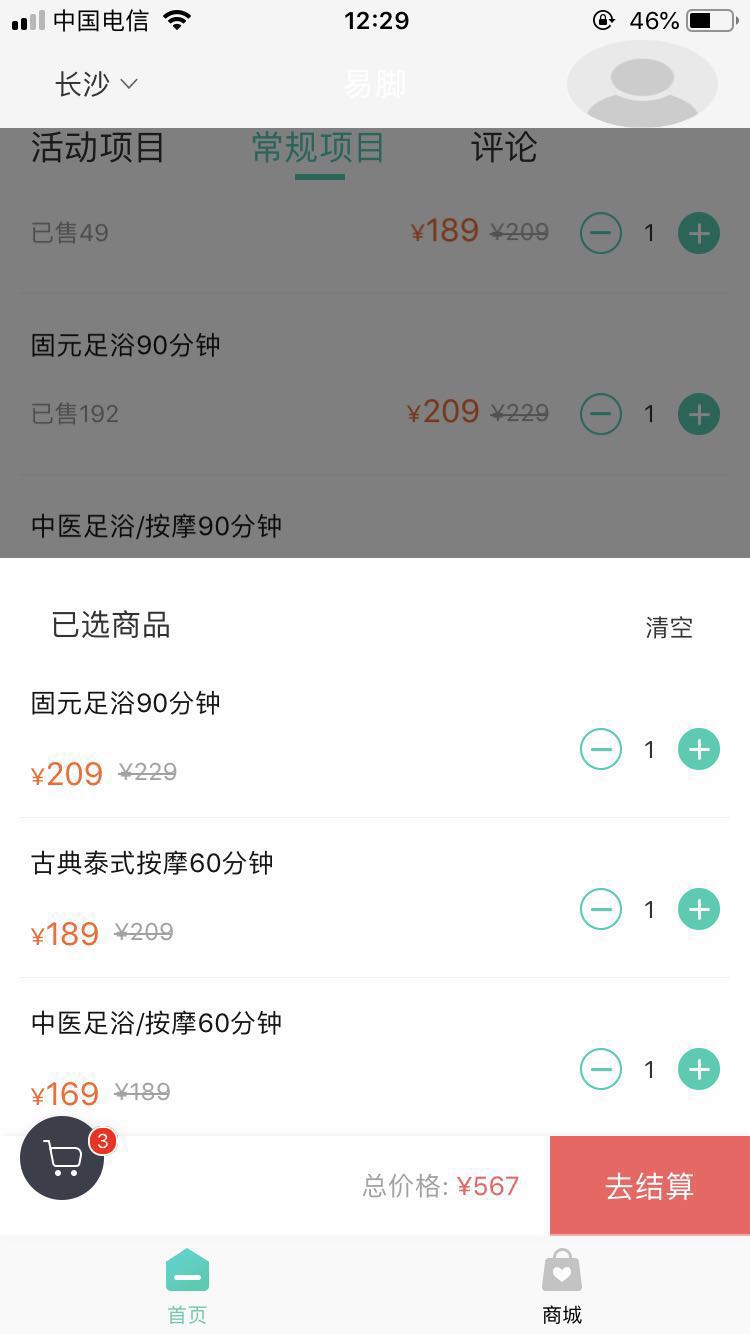 中国电信 12:29 46%
长沙 易脚
活动项目 常规项目 评论
已售49 ¥189 ¥209 1
固元足浴90分钟
已售192 ¥209 ¥229 1
中医足浴/按摩90分钟
已选商品 清空
固元足浴90分钟
¥209 ¥229 1
古典泰式按摩60分钟
¥189 ¥209 1
中医足浴/按摩60分钟
¥169 ¥189 1
3
总价格: ¥567 去结算
首页 商城